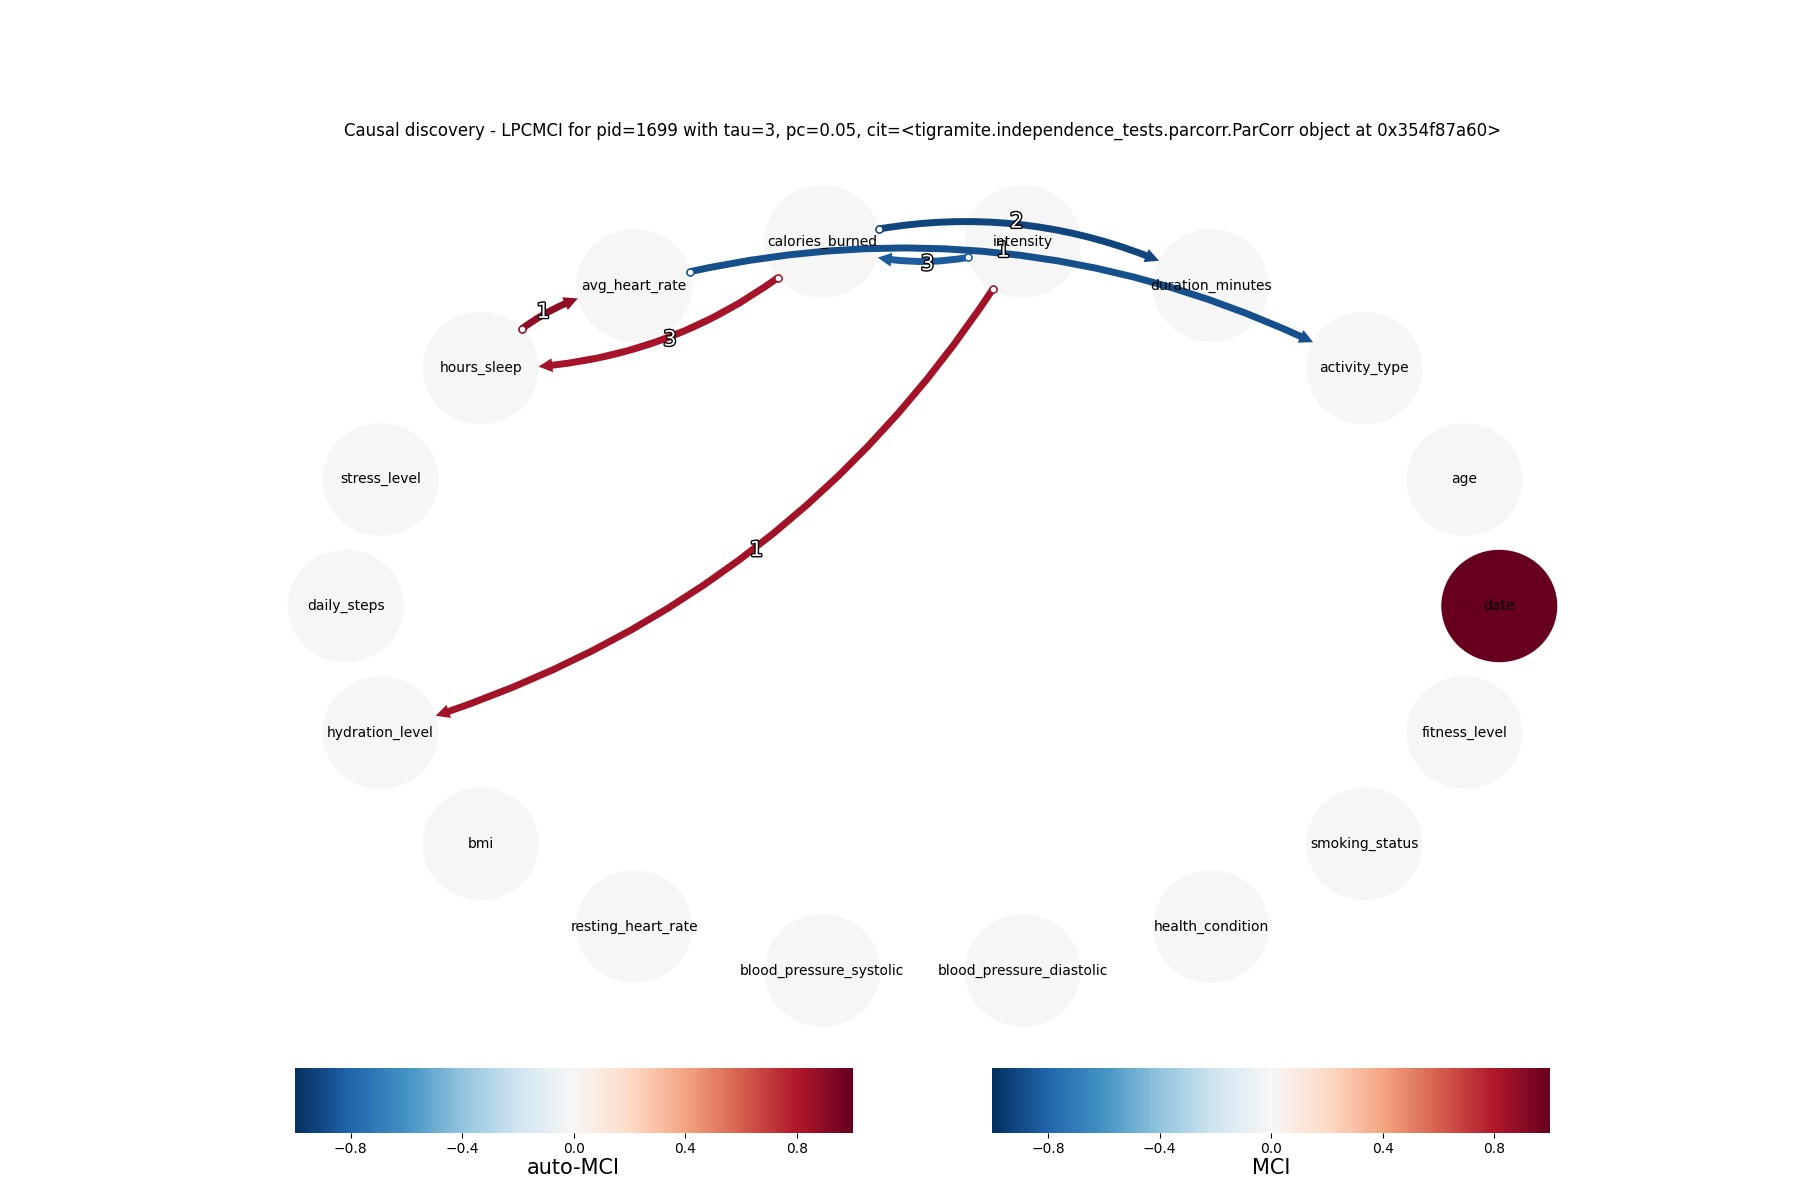 Causal discovery - LPCMCI for pid=1699 with tau=3, pc=0.05, cit=<tigramite.independence_tests.parcorr.ParCorr object at 0x354f87a60>
2
calories_burned
intensity
1
3
avg_heart_rate
duration_minutes
1
3
hours_sleep
activity_type
stress_level
age
1
daily_steps
date
hydration_level
fitness_level
bmi
smoking_status
resting_heart_rate
health_condition
blood_pressure_systolic
blood_pressure_diastolic
−0.8 −0.4 0.0 0.4 0.8
auto-MCI
−0.8 −0.4 0.0 0.4 0.8
MCI